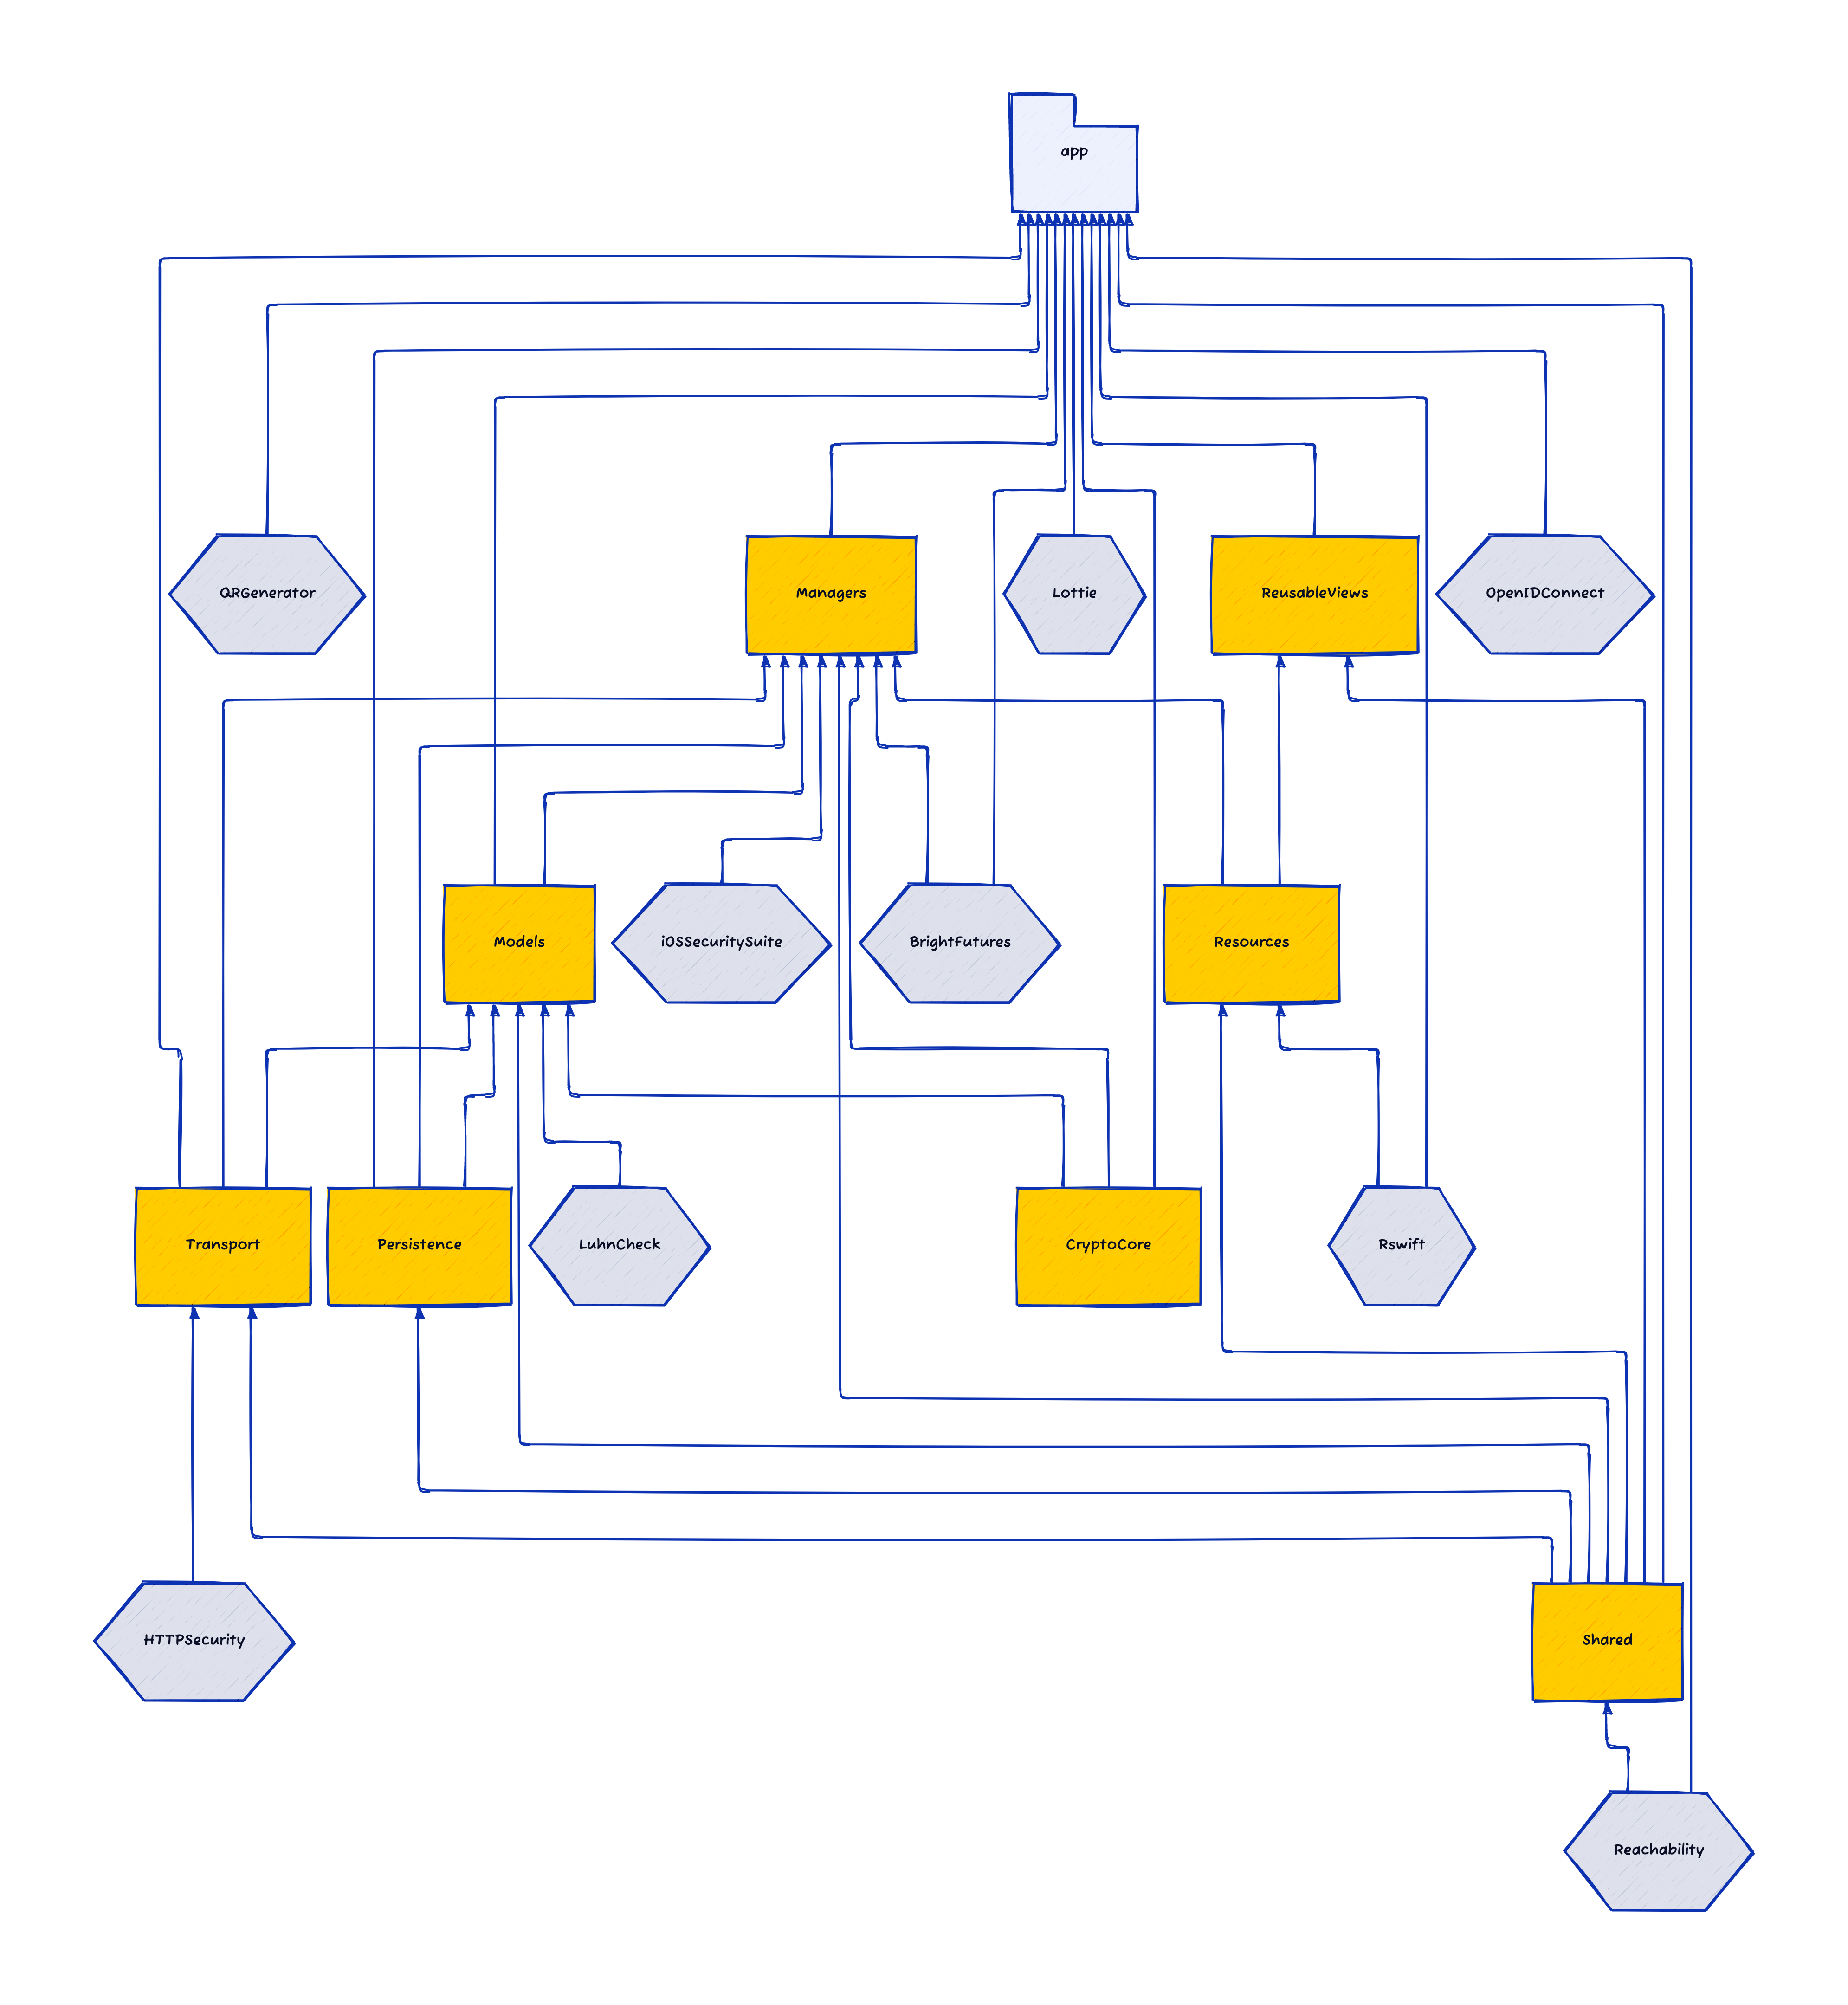 app
QRGenerator
Managers
Lottie
ReusableViews
OpenIDConnect
Models
iOSSecuritySuite
BrightFutures
Resources
Transport
Persistence
LuhnCheck
CryptoCore
Rswift
HTTPSecurity
Shared
Reachability